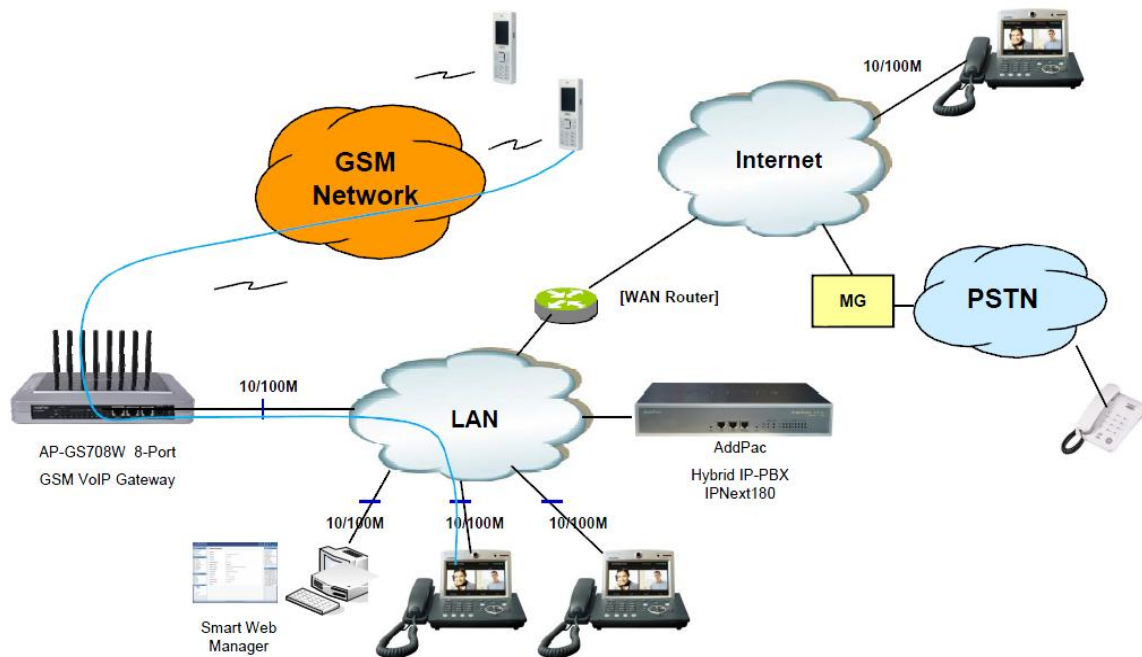 10/100M
GSM
Network
Internet
[WAN Router]
MG
PSTN
10/100M
LAN
AP-GS708W 8-Port
GSM VoIP Gateway
AddPac
Hybrid IP-PBX
IPNext180
10/100M
10/100M
10/100M
Smart Web
Manager